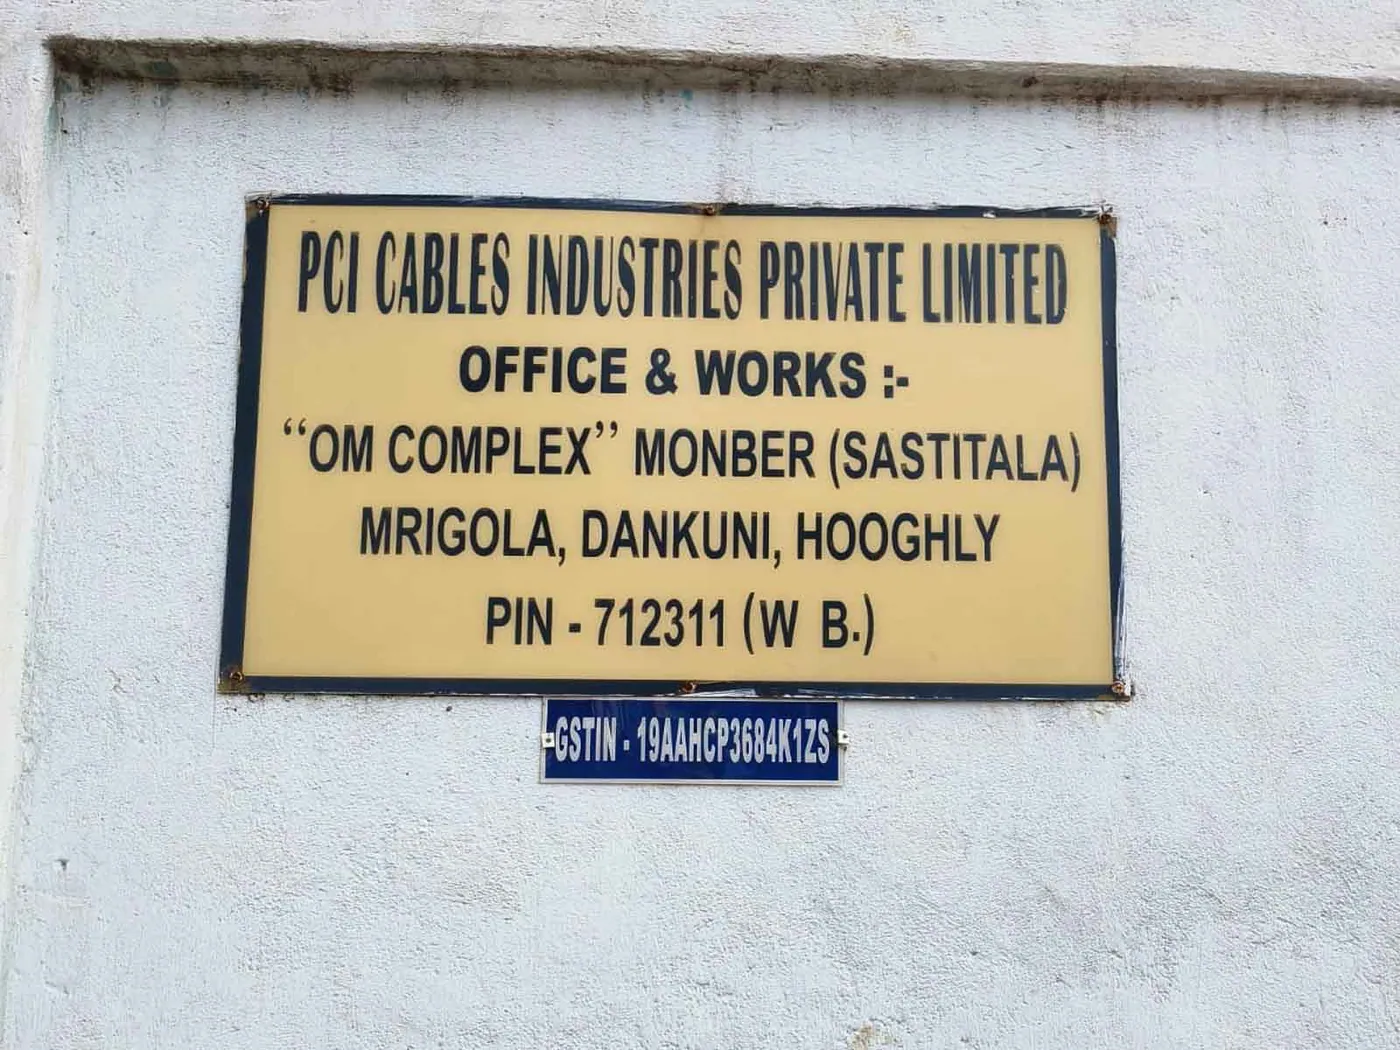 PCI CABLES INDUSTRIES PRIVATE LIMITED
OFFICE & WORKS :-
“OM COMPLEX” MONBER (SASTITALA)
MRIGOLA, DANKUNI, HOOGHLY
PIN - 712311 (W B.)
GSTIN - 19AAHCP3684K1ZS